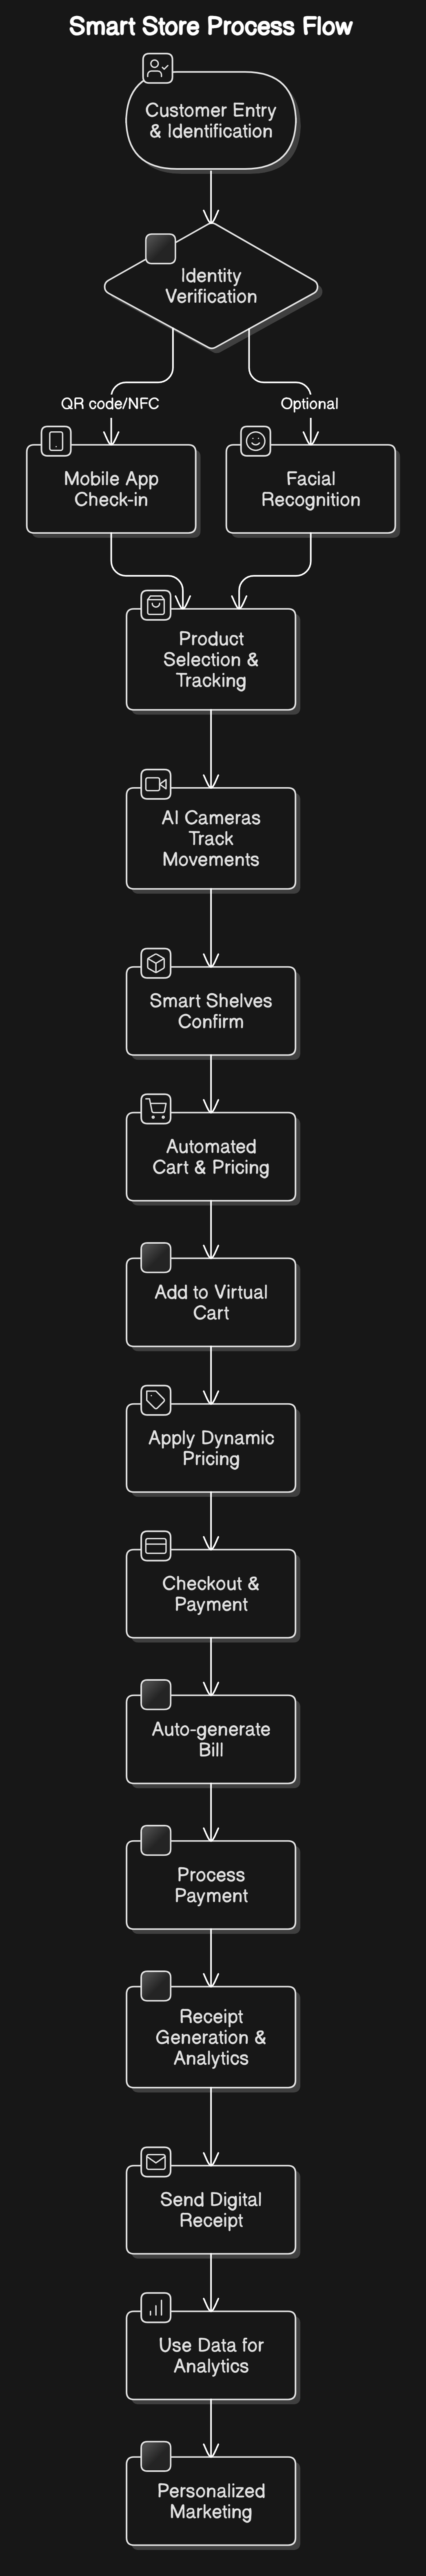 Smart Store Process Flow
Customer Entry
& Identification
Identity
Verification
QR code/NFC
Optional
Mobile App
Check-in
Facial
Recognition
Product
Selection &
Tracking
AI Cameras
Track
Movements
Smart Shelves
Confirm
Automated
Cart & Pricing
Add to Virtual
Cart
Apply Dynamic
Pricing
Checkout &
Payment
Auto-generate
Bill
Process
Payment
Receipt
Generation &
Analytics
Send Digital
Receipt
Use Data for
Analytics
Personalized
Marketing